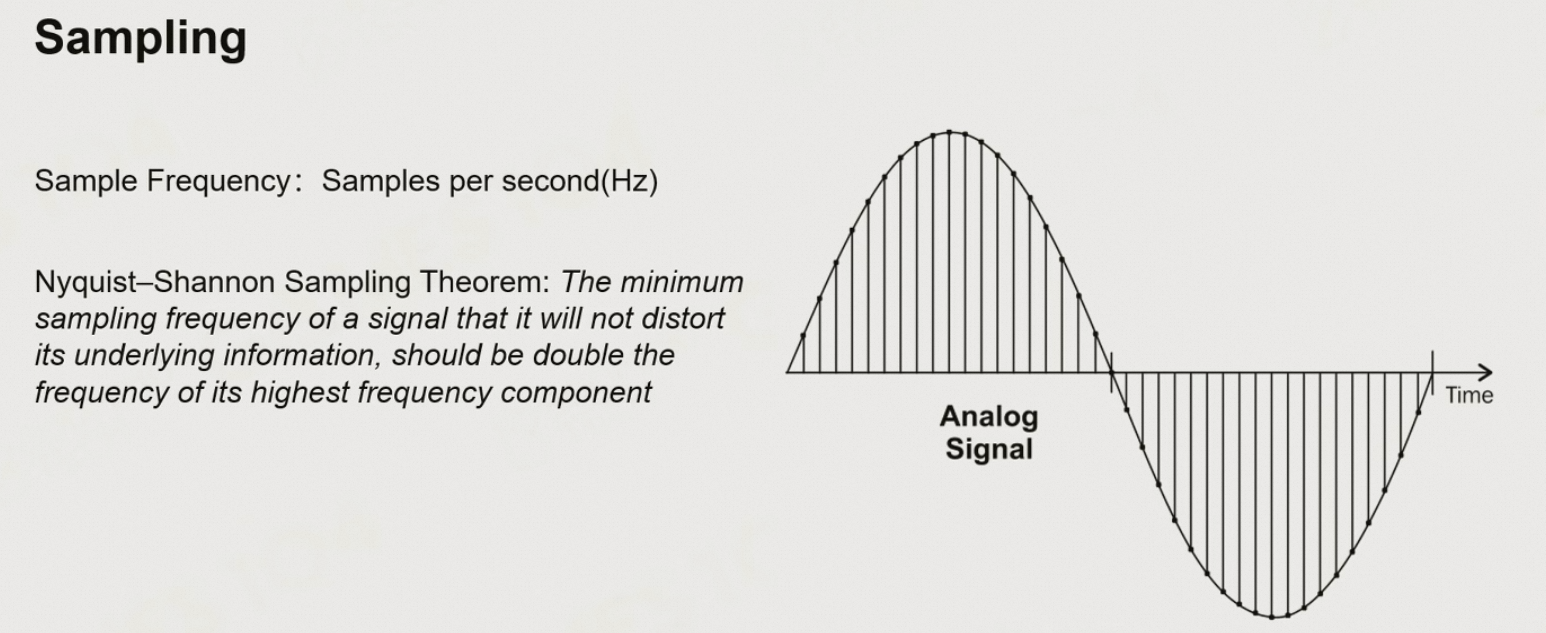 Sampling
Sample Frequency： Samples per second(Hz)
Nyquist–Shannon Sampling Theorem: The minimum
sampling frequency of a signal that it will not distort
its underlying information, should be double the
frequency of its highest frequency component
Analog
Signal
Time